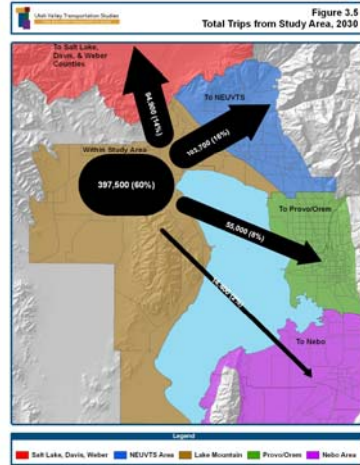 Utah Valley Transportation Studies
Figure 3.5
Total Trips from Study Area, 2030
To Salt Lake,
Davis, & Weber
Counties
94,900 (14%)
To NEUVTS
103,700 (16%)
Within Study Area
397,500 (60%)
To Provo/Orem
55,000 (8%)
To Nebo
Legend
Salt Lake, Davis, Weber
NEUVTS Area
Lake Mountain
Provo/Orem
Nebo Area